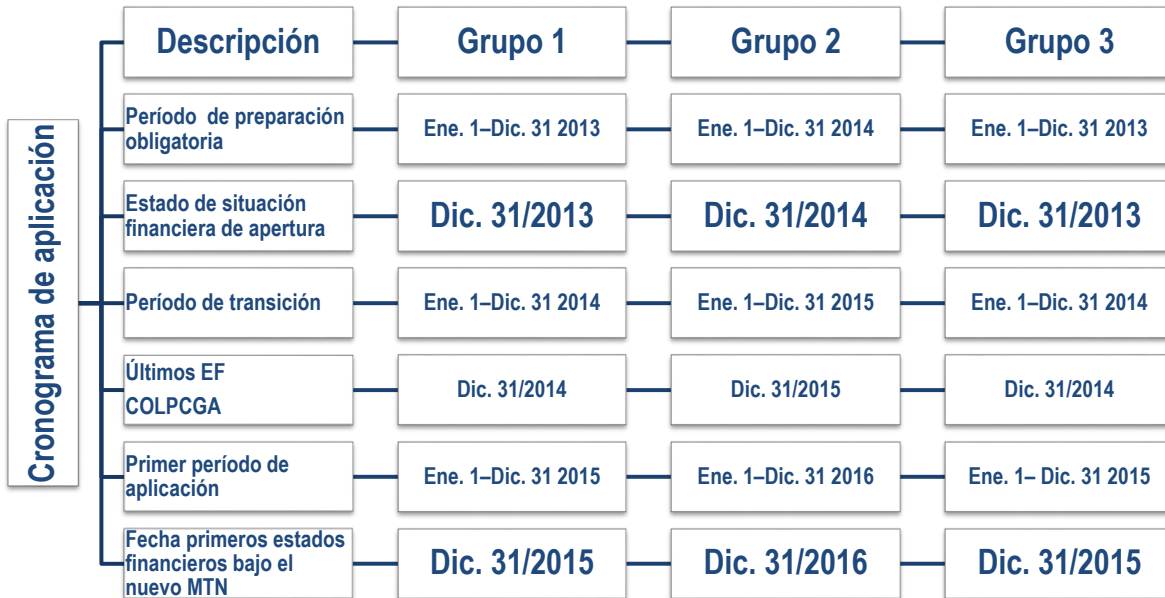 Cronograma de aplicación
Descripción
Grupo 1
Grupo 2
Grupo 3
Período de preparación
obligatoria
Ene. 1–Dic. 31 2013
Ene. 1–Dic. 31 2014
Ene. 1–Dic. 31 2013
Estado de situación
financiera de apertura
Dic. 31/2013
Dic. 31/2014
Dic. 31/2013
Período de transición
Ene. 1–Dic. 31 2014
Ene. 1–Dic. 31 2015
Ene. 1–Dic. 31 2014
Últimos EF
COLPCGA
Dic. 31/2014
Dic. 31/2015
Dic. 31/2014
Primer período de
aplicación
Ene. 1–Dic. 31 2015
Ene. 1–Dic. 31 2016
Ene. 1– Dic. 31 2015
Fecha primeros estados
financieros bajo el
nuevo MTN
Dic. 31/2015
Dic. 31/2016
Dic. 31/2015